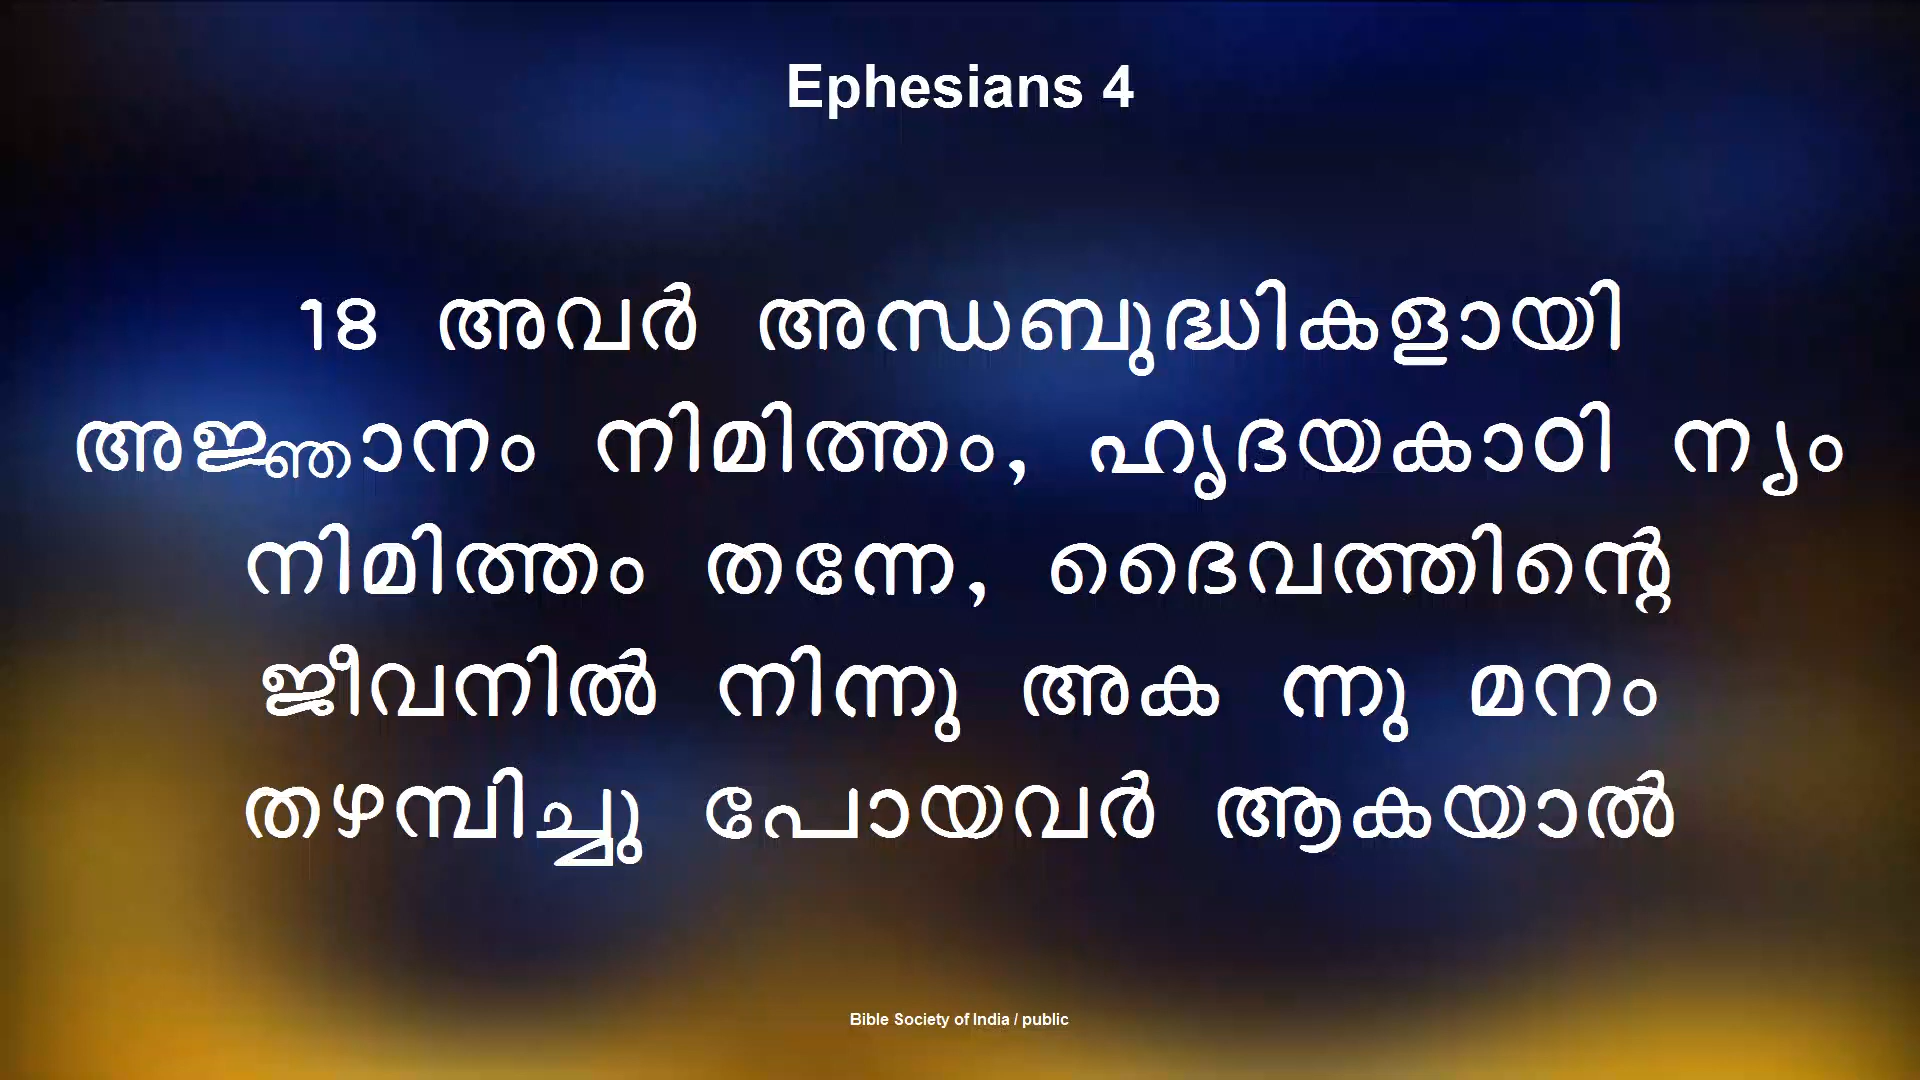 Ephesians 4
18 അവർ അന്ധബുദ്ധികളായി
അജ്ഞാനം നിമിത്തം, ഹൃദയകാഠി ന്യം
നിമിത്തം തന്നേ, ദൈവത്തിന്റെ
ജീവനിൽ നിന്നു അക ന്നു മനം
തഴമ്പിച്ചു പോയവർ ആകയാൽ
Bible Society of India / public